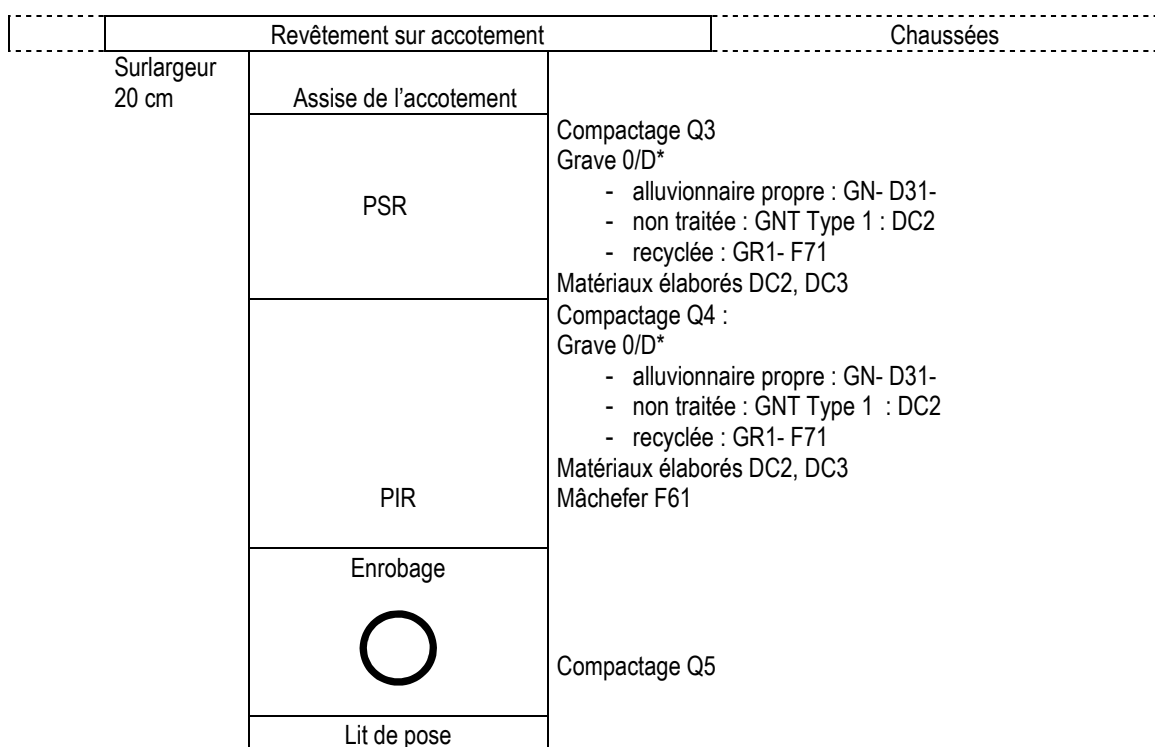 Revêtement sur accotement
Chaussées
Surlargeur
20 cm
Assise de l'accotement
PSR
Compactage Q3
Grave 0/D*
- alluvionnaire propre : GN- D31-
- non traitée : GNT Type 1 : DC2
- recyclée : GR1- F71
Matériaux élaborés DC2, DC3
PIR
Compactage Q4 :
Grave 0/D*
- alluvionnaire propre : GN- D31-
- non traitée : GNT Type 1  : DC2
- recyclée : GR1- F71
Matériaux élaborés DC2, DC3
Mâchefer F61
Enrobage
Compactage Q5
Lit de pose